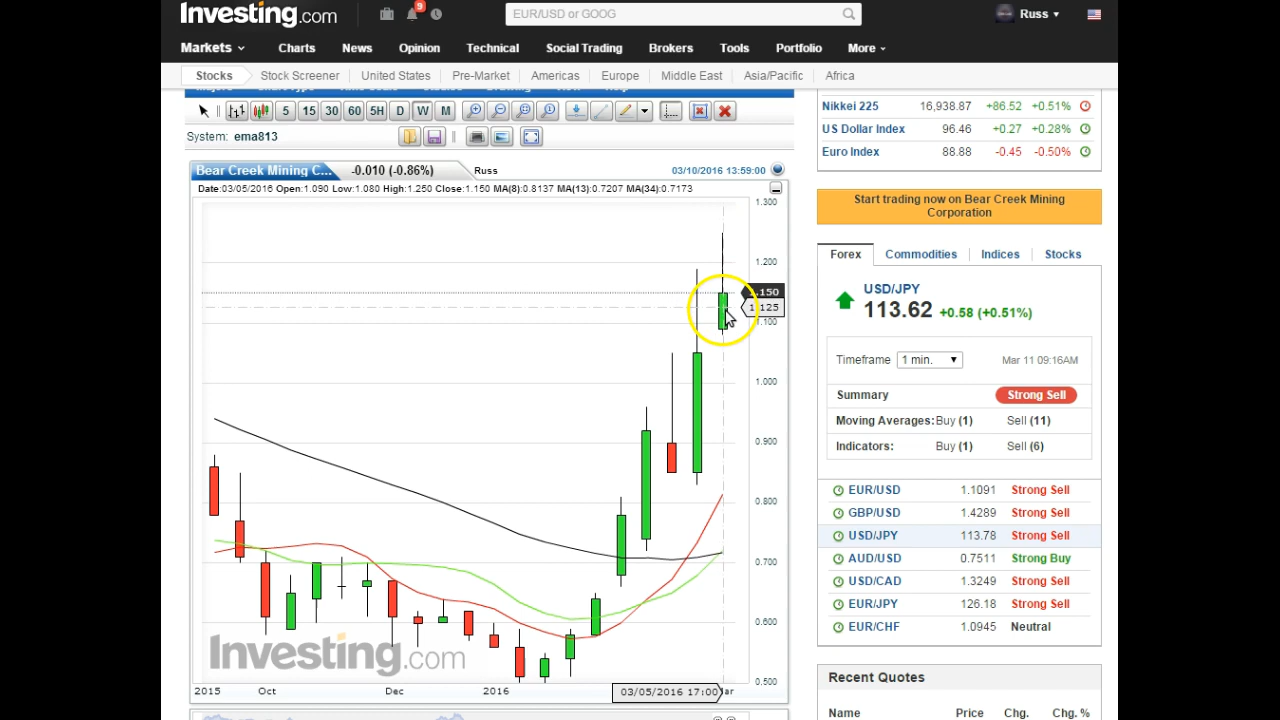 Investing.com
9
EUR/USD or GOOG
Russ
Markets Charts News Opinion Technical Social Trading Brokers Tools Portfolio More
Stocks Stock Screener United States Pre-Market Americas Europe Middle East Asia/Pacific Africa
5 15 30 60 5H D W M
System: ema813
Bear Creek Mining C... -0.010 (-0.86%) Russ 03/10/2016 13:59:00
Date:03/05/2016 Open:1.090 Low:1.080 High:1.250 Close:1.150 MA(8):0.8137 MA(13):0.7207 MA(34):0.7173
1.300
1.200
.150
1.125
1.100
1.000
0.900
0.800
0.700
0.600
0.500
Investing.com
2015 Oct Dec 2016 03/05/2016 17:00 ar
Nikkei 225 16,938.87 +86.52 +0.51%
US Dollar Index 96.46 +0.27 +0.28%
Euro Index 88.88 -0.45 -0.50%
Start trading now on Bear Creek Mining
Corporation
Forex Commodities Indices Stocks
USD/JPY
113.62 +0.58 (+0.51%)
Timeframe 1 min. Mar 11 09:16AM
Summary Strong Sell
Moving Averages: Buy (1) Sell (11)
Indicators: Buy (1) Sell (6)
EUR/USD 1.1091 Strong Sell
GBP/USD 1.4289 Strong Sell
USD/JPY 113.78 Strong Sell
AUD/USD 0.7511 Strong Buy
USD/CAD 1.3249 Strong Sell
EUR/JPY 126.18 Strong Sell
EUR/CHF 1.0945 Neutral
Recent Quotes
Name Price Chg. Chg. %